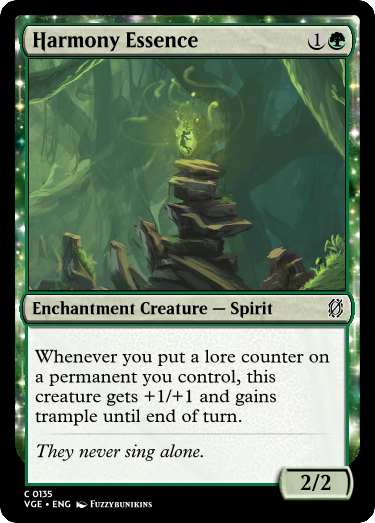 Harmony Essence 1
Enchantment Creature — Spirit
Whenever you put a lore counter on
a permanent you control, this
creature gets +1/+1 and gains
trample until end of turn.
They never sing alone.
2/2
C 0135
VGE • ENG Fuzzybunikins